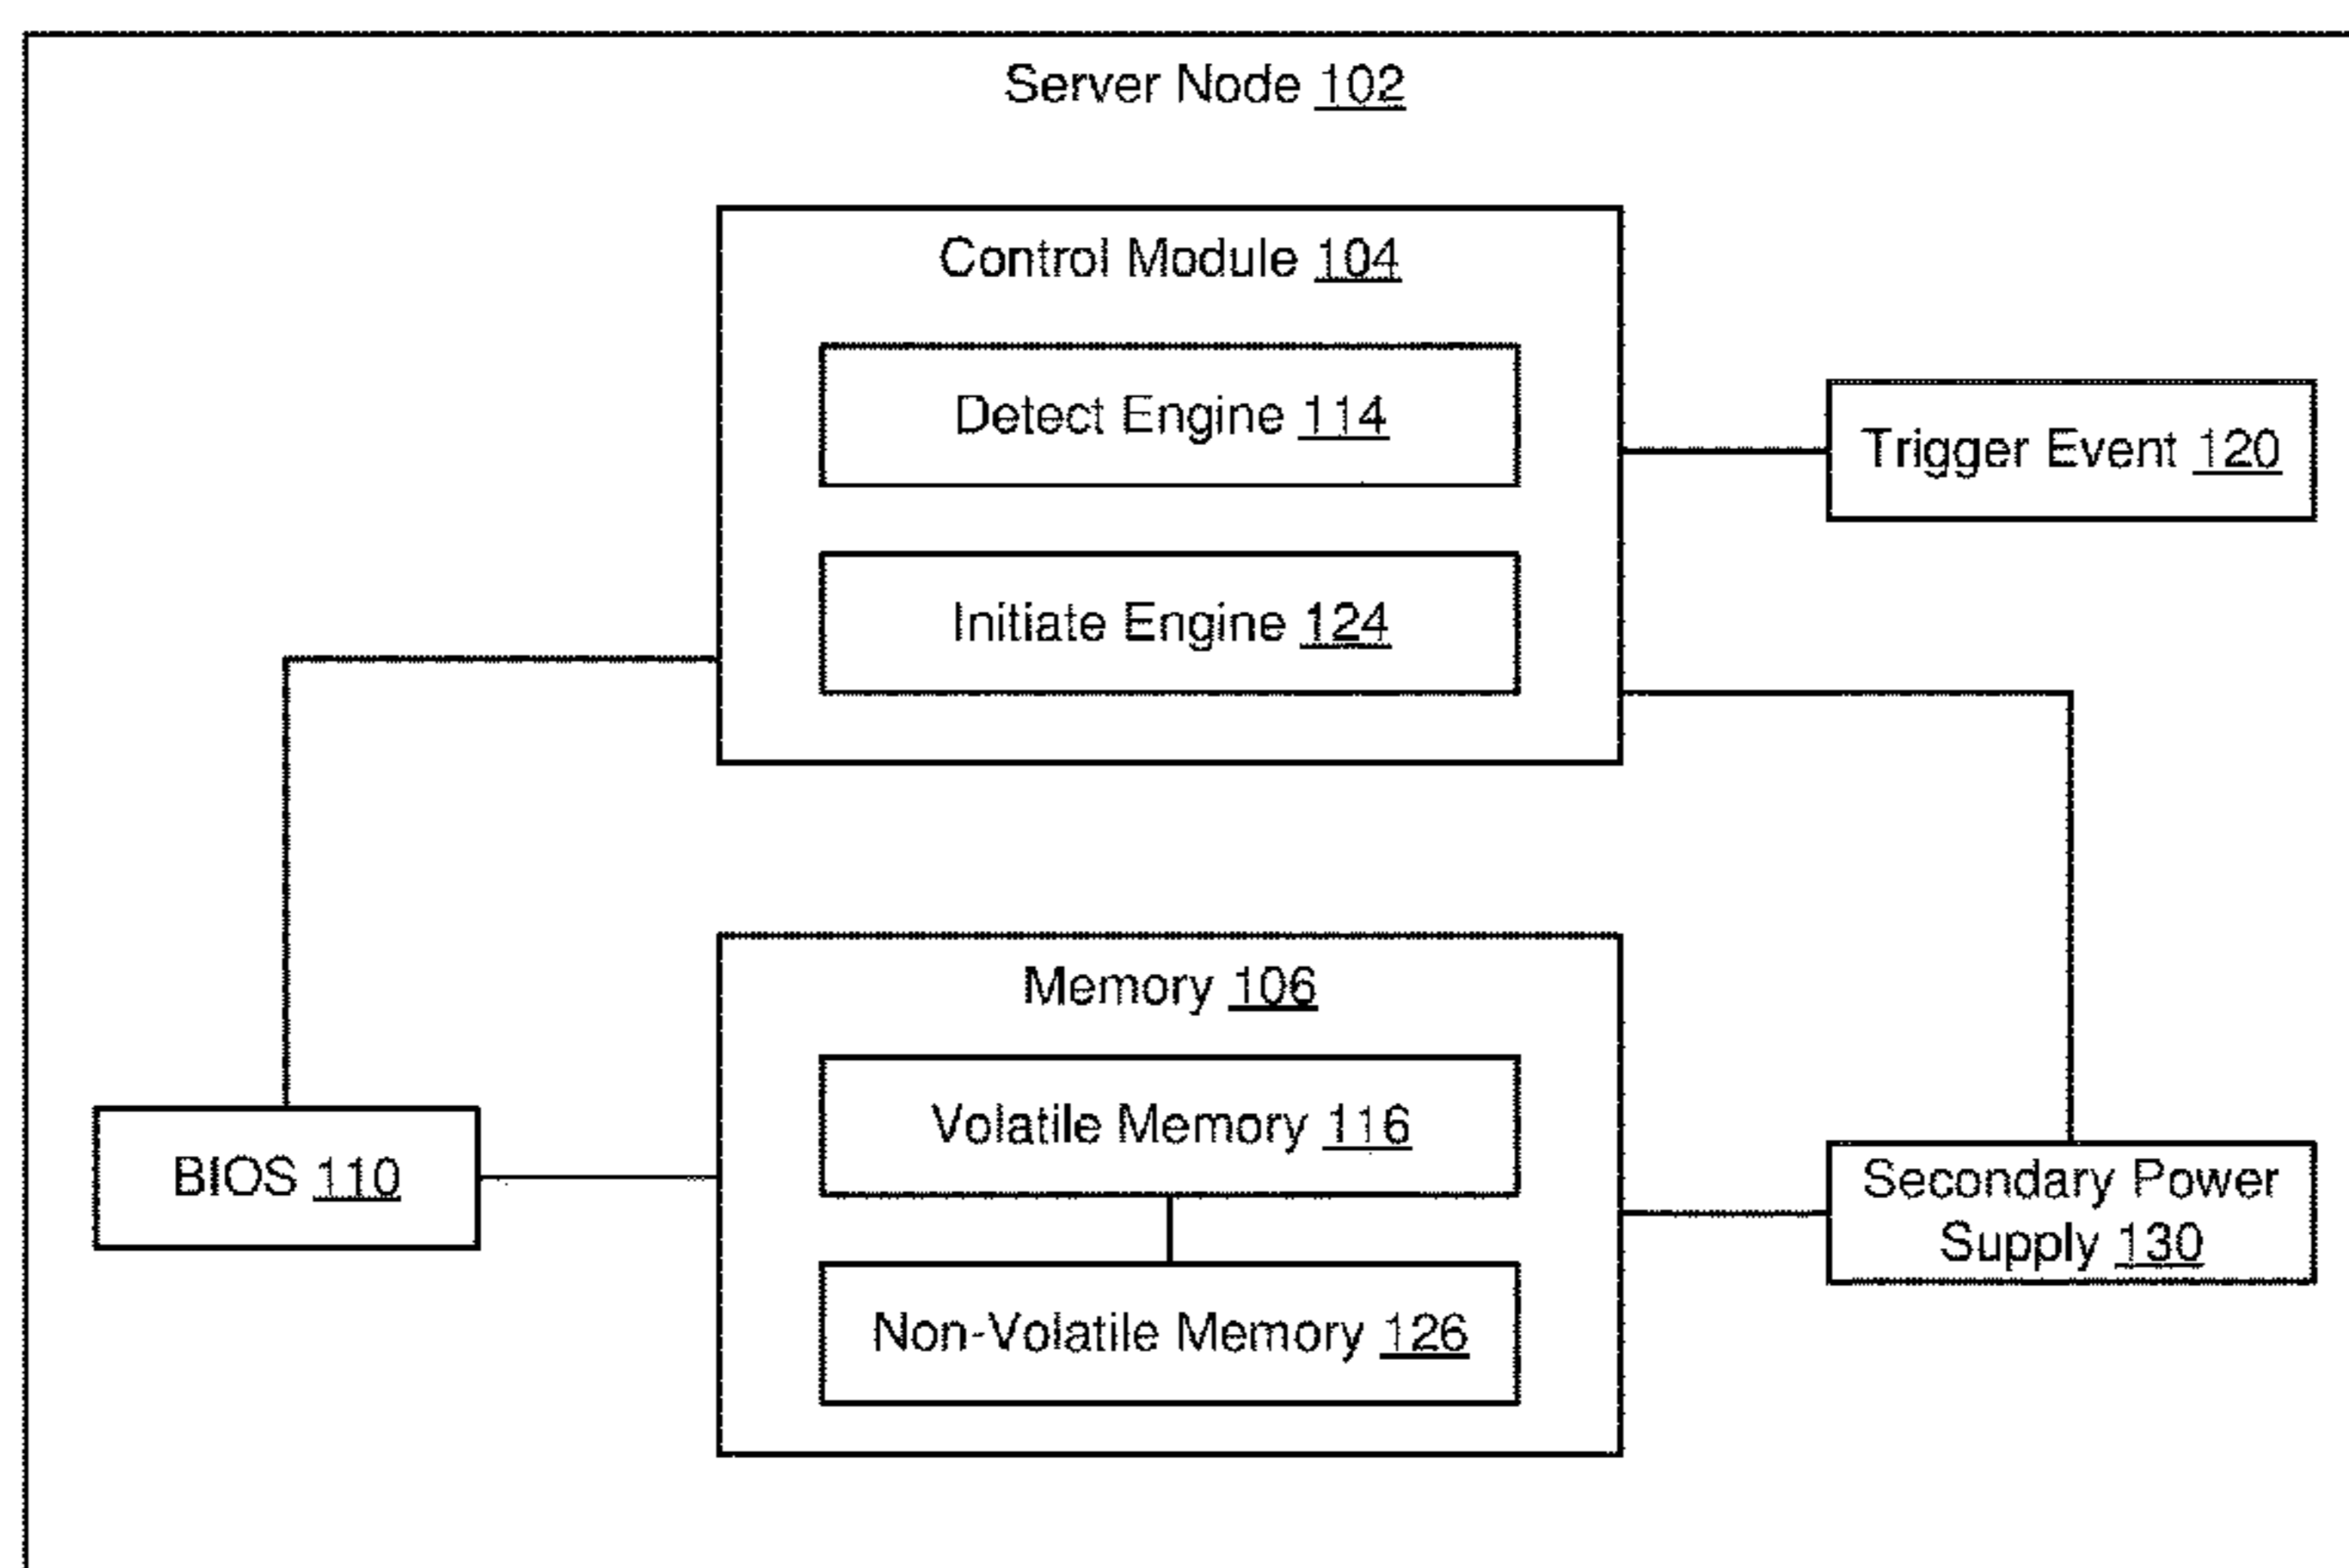 Server Node 102
Control Module 104
Detect Engine 114
Trigger Event 120
Initiate Engine 124
Memory 106
Volatile Memory 116
BIOS 110
Secondary Power
Supply 130
Non-Volatile Memory 126